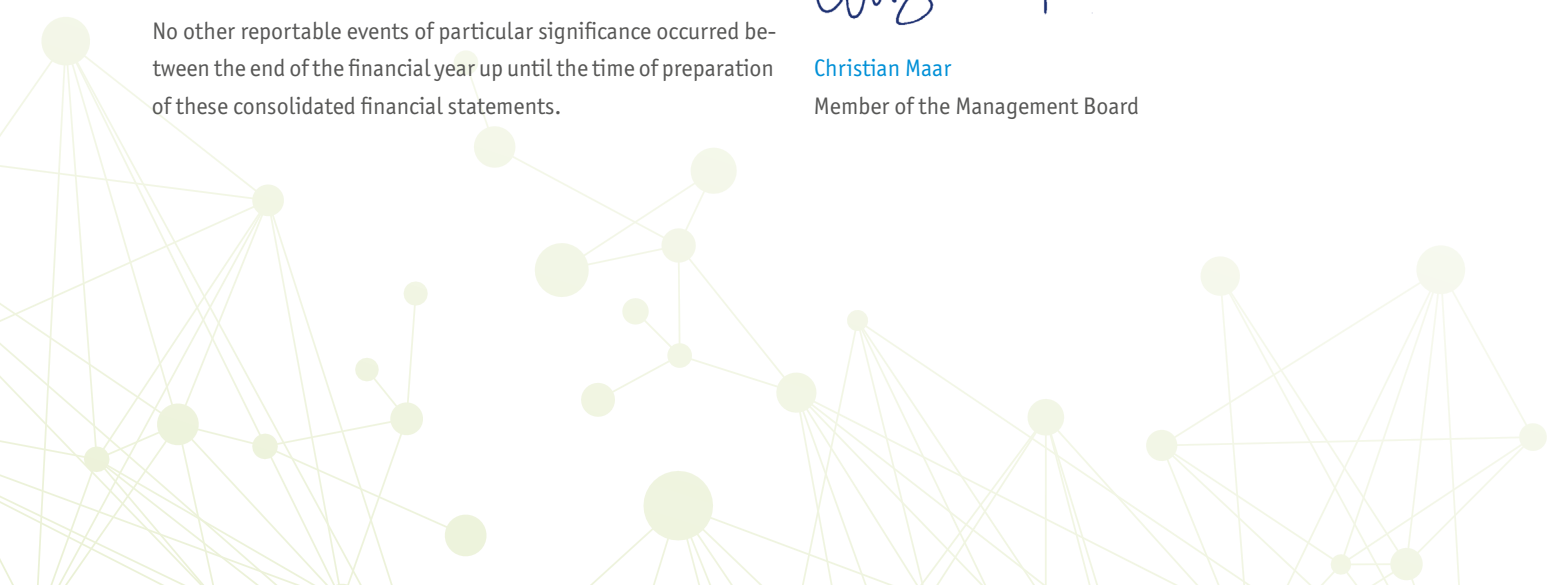 No other reportable events of particular significance occurred be-
tween the end of the financial year up until the time of preparation
of these consolidated financial statements.
Christian Maar
Member of the Management Board